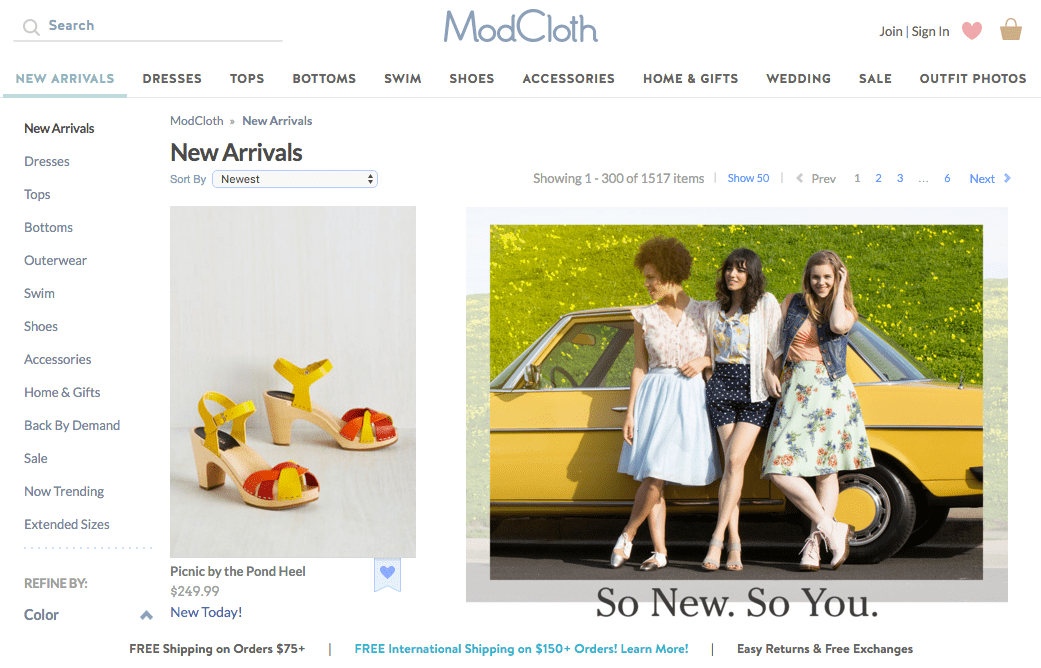 Search
ModCloth
Join | Sign In
NEW ARRIVALS DRESSES TOPS BOTTOMS SWIM SHOES ACCESSORIES HOME & GIFTS WEDDING SALE OUTFIT PHOTOS
New Arrivals
Dresses
Tops
Bottoms
Outerwear
Swim
Shoes
Accessories
Home & Gifts
Back By Demand
Sale
Now Trending
Extended Sizes
REFINE BY:
Color
ModCloth » New Arrivals
New Arrivals
Sort By Newest
Showing 1 - 300 of 1517 items | Show 50 | Prev 1 2 3 ... 6 Next
Picnic by the Pond Heel
$249.99
New Today!
So New. So You.
FREE Shipping on Orders $75+ | FREE International Shipping on $150+ Orders! Learn More! | Easy Returns & Free Exchanges